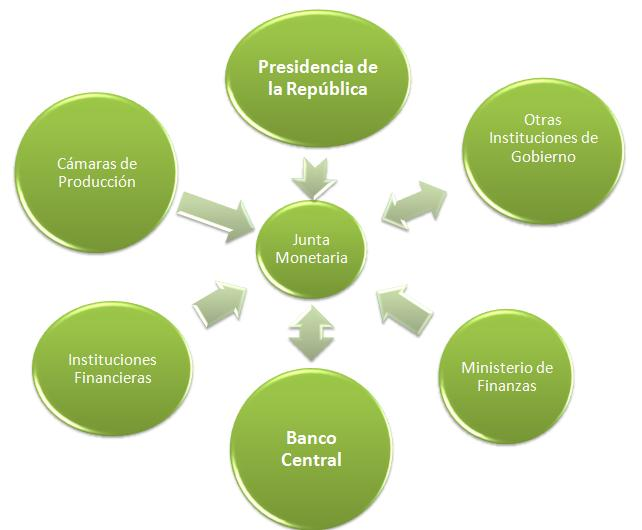 Presidencia de
la República
Otras
Instituciones de
Gobierno
Cámaras de
Producción
Junta
Monetaria
Instituciones
Financieras
Ministerio de
Finanzas
Banco
Central